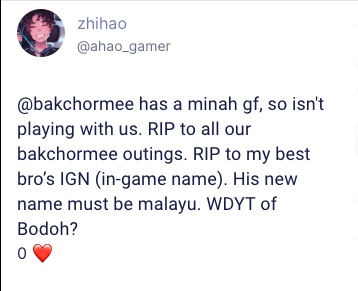 zhihao
@ahao_gamer
@bakchormee has a minah gf, so isn't
playing with us. RIP to all our
bakchormee outings. RIP to my best
bro’s IGN (in-game name). His new
name must be malayu. WDYT of
Bodoh?
0 ❤️